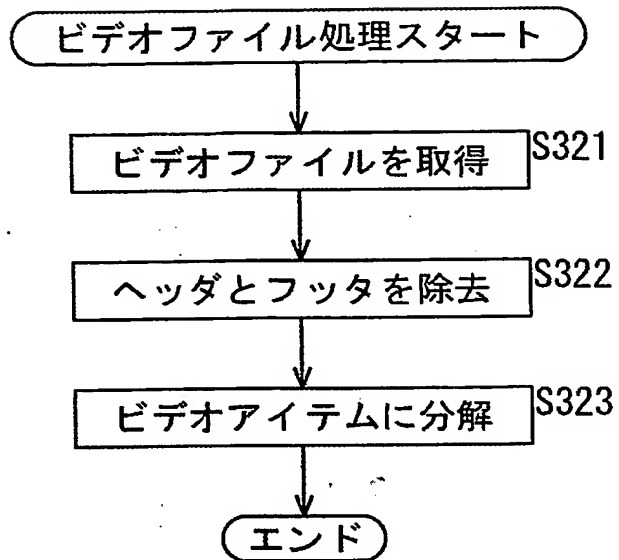 ビデオファイル処理スタート
ビデオファイルを取得
S321
ヘッダとフッタを除去
S322
ビデオアイテムに分解
S323
エンド